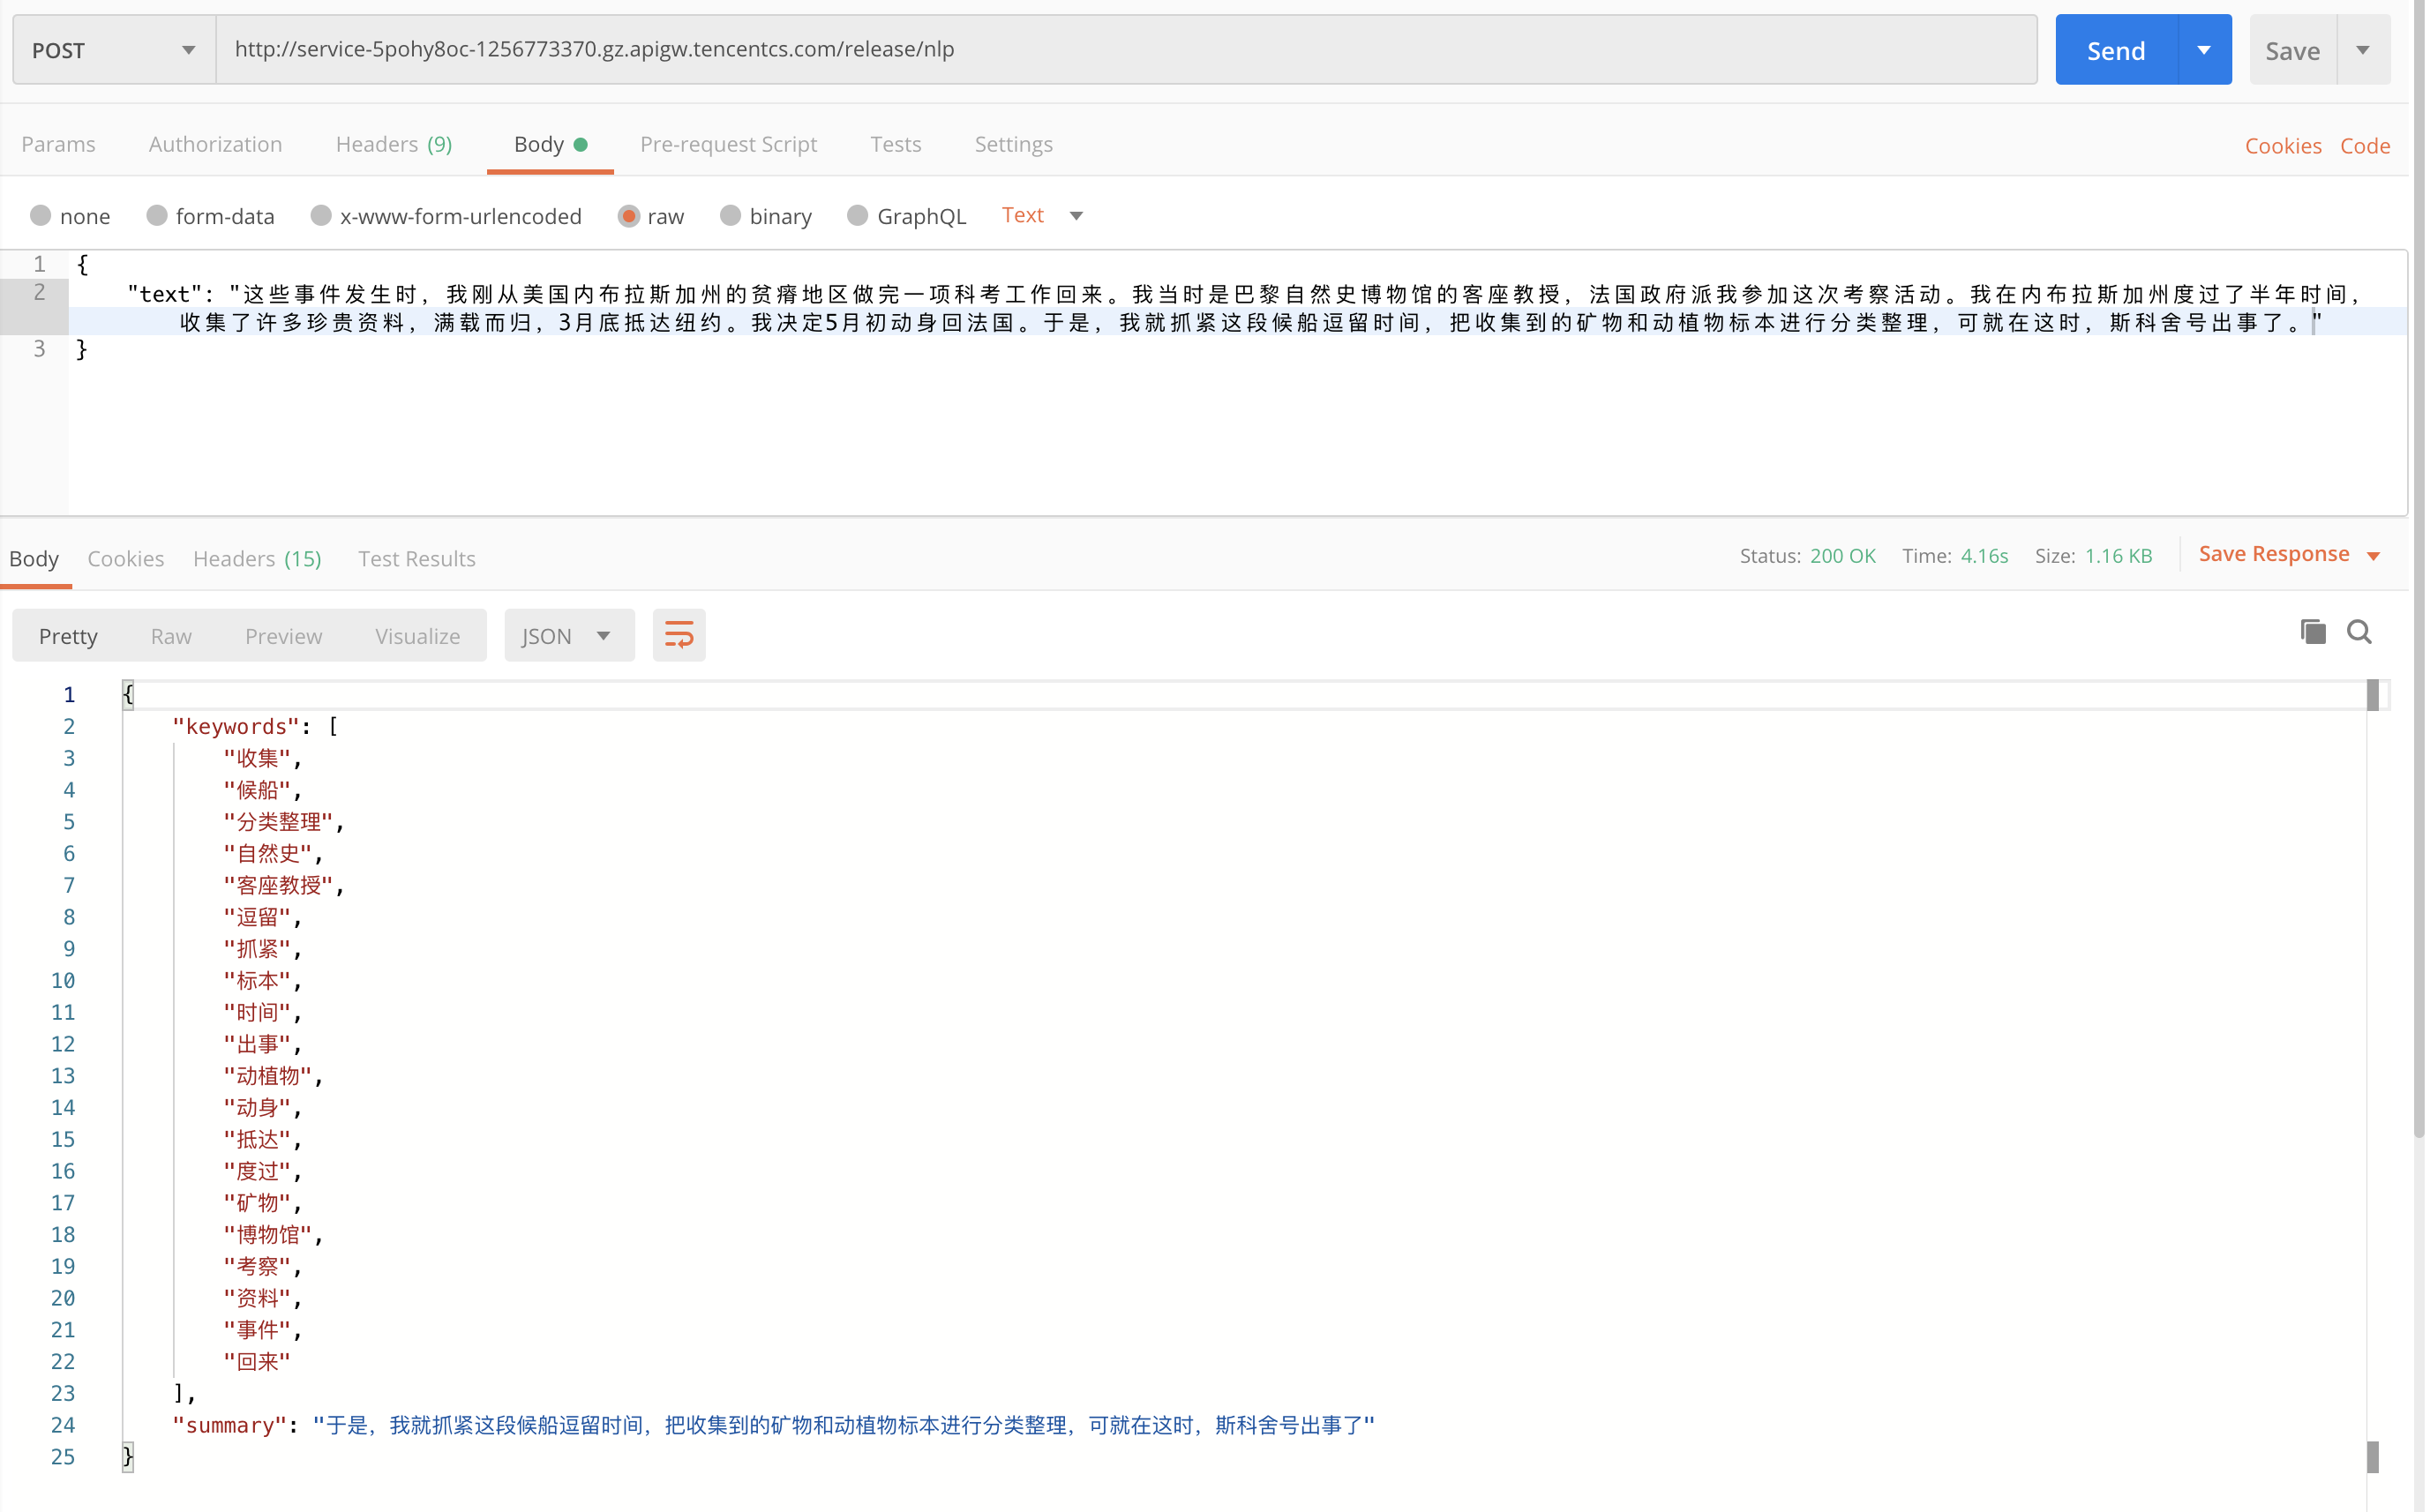 POST http://service-5pohy8oc-1256773370.gz.apigw.tencentcs.com/release/nlp Send Save
Params Authorization Headers (9) Body Pre-request Script Tests Settings Cookies Code
none form-data x-www-form-urlencoded raw binary GraphQL Text
1 {
2 "text": "这些事件发生时，我刚从美国内布拉斯加州的贫瘠地区做完一项科考工作回来。我当时是巴黎自然史博物馆的客座教授，法国政府派我参加这次考察活动。我在内布拉斯加州度过了半年时间，
收集了许多珍贵资料，满载而归，3月底抵达纽约。我决定5月初动身回法国。于是，我就抓紧这段候船逗留时间，把收集到的矿物和动植物标本进行分类整理，可就在这时，斯科舍号出事了。"
3 }
Body Cookies Headers (15) Test Results Status: 200 OK Time: 4.16s Size: 1.16 KB Save Response
Pretty Raw Preview Visualize JSON
1 {
2 "keywords": [
3 "收集",
4 "候船",
5 "分类整理",
6 "自然史",
7 "客座教授",
8 "逗留",
9 "抓紧",
10 "标本",
11 "时间",
12 "出事",
13 "动植物",
14 "动身",
15 "抵达",
16 "度过",
17 "矿物",
18 "博物馆",
19 "考察",
20 "资料",
21 "事件",
22 "回来"
23 ],
24 "summary": "于是，我就抓紧这段候船逗留时间，把收集到的矿物和动植物标本进行分类整理，可就在这时，斯科舍号出事了"
25 }